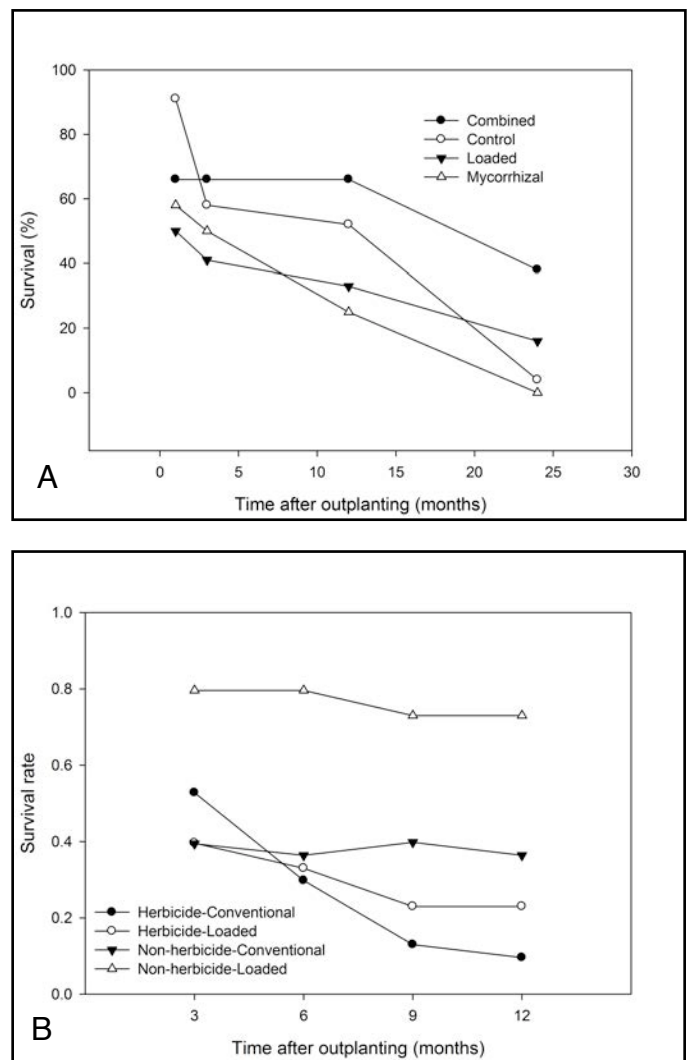 100
80
60
40
20
0
Survival (%)
Combined
Control
Loaded
Mycorrhizal
0 5 10 15 20 25 30
Time after outplanting (months)
A
1.0
0.8
0.6
0.4
0.2
0.0
Survival rate
Herbicide-Conventional
Herbicide-Loaded
Non-herbicide-Conventional
Non-herbicide-Loaded
3 6 9 12
Time after outplanting (months)
B